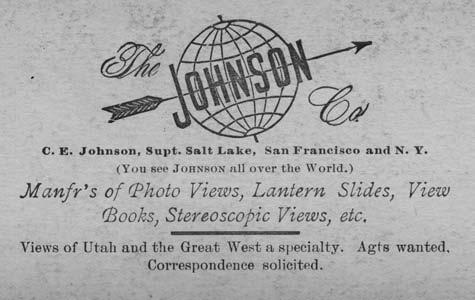 The JOHNSON Co.
C. E. Johnson, Supt. Salt Lake, San Francisco and N. Y.
(You see JOHNSON all over the World.)
Manfr's of Photo Views, Lantern Slides, View
Books, Stereoscopic Views, etc.
Views of Utah and the Great West a specialty. Agts wanted.
Correspondence solicited.